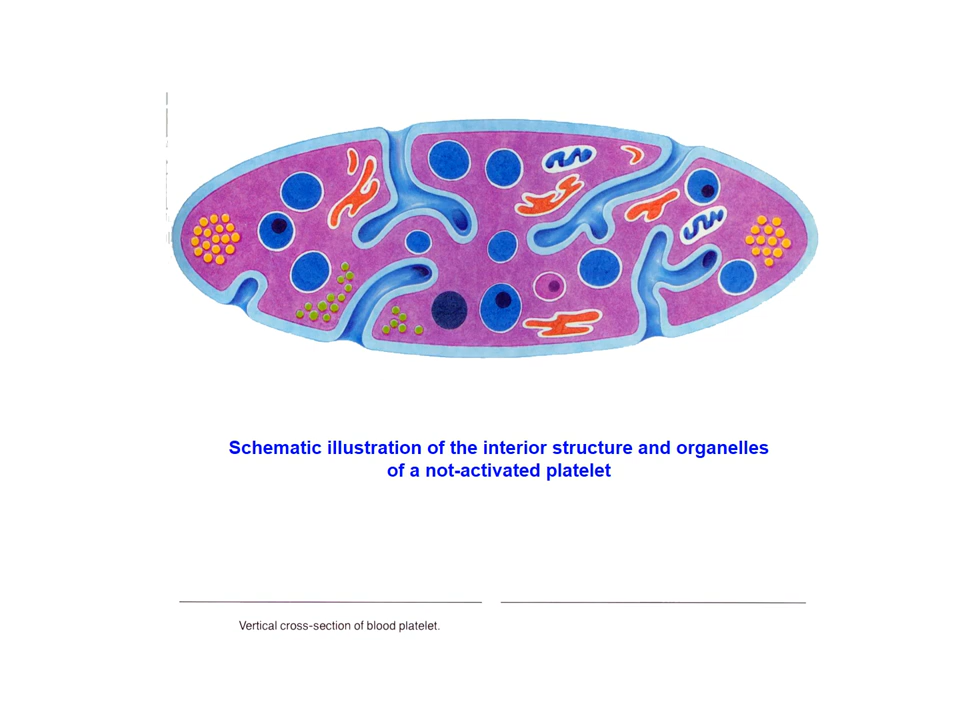 Schematic illustration of the interior structure and organelles
of a not-activated platelet
Vertical cross-section of blood platelet.